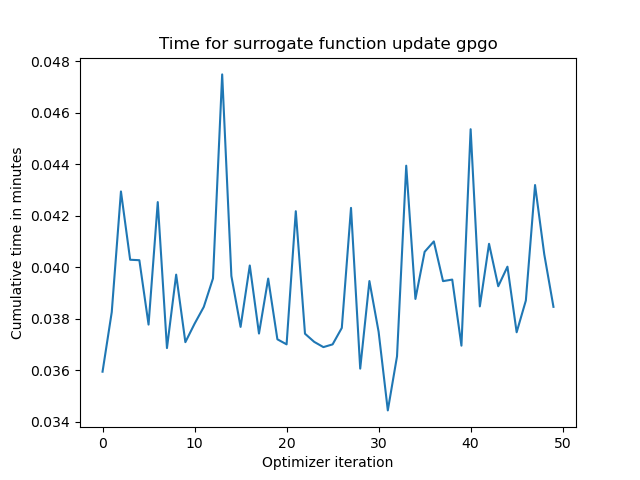 Time for surrogate function update gpgo
Cumulative time in minutes
0.048
0.046
0.044
0.042
0.040
0.038
0.036
0.034
0 10 20 30 40 50
Optimizer iteration